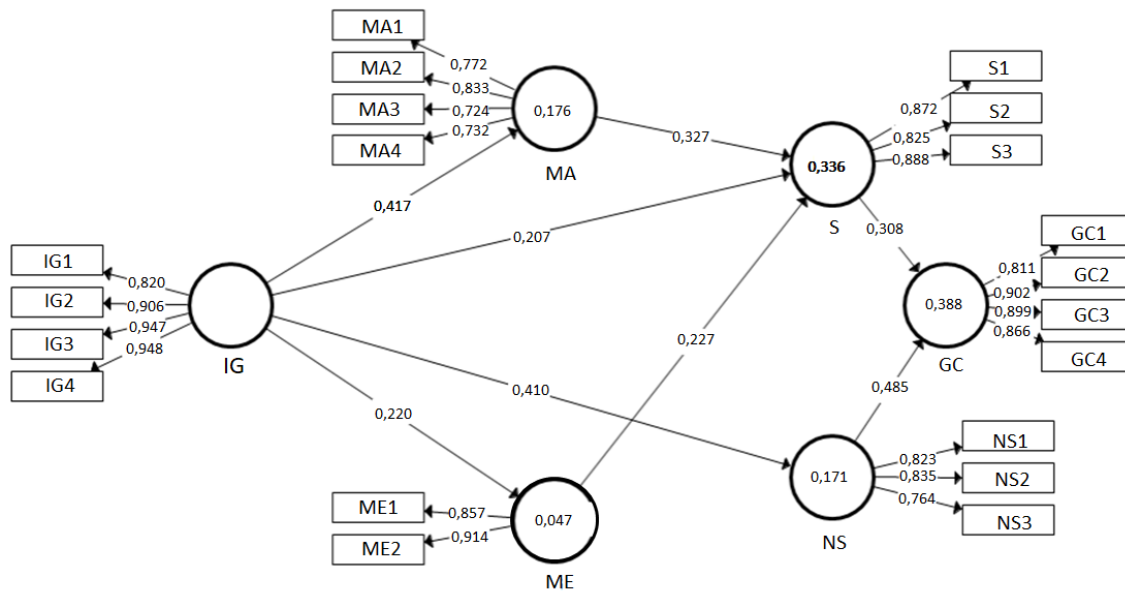 MA1
MA2
MA3
MA4
0,772
0,833
0,724
0,732
0,176
MA
0,327
0,417
0,207
S1
S2
S3
0,872
0,825
0,888
0,336
S
0,308
IG1
IG2
IG3
IG4
0,820
0,906
0,947
0,948
IG
0,227
GC1
GC2
GC3
GC4
0,811
0,902
0,899
0,866
0,388
GC
0,410
0,220
0,485
NS1
NS2
NS3
0,823
0,835
0,764
0,171
NS
ME1
ME2
0,857
0,914
0,047
ME